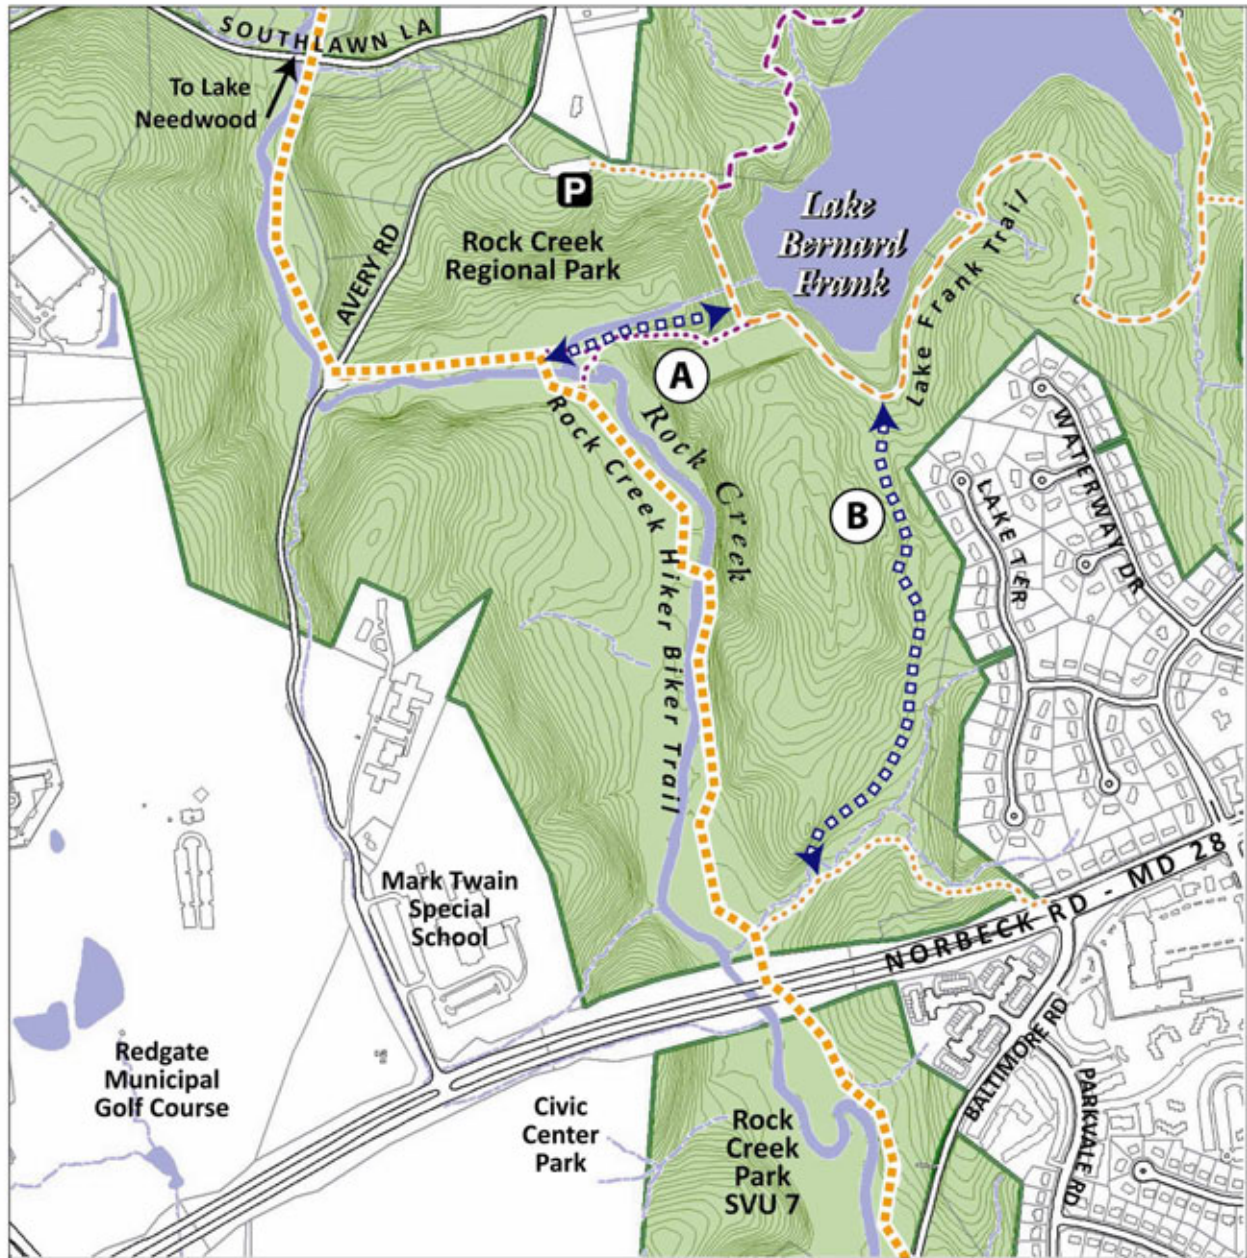 SOUTHLAWN LA
To Lake
Needwood
P
AVERY RD
Rock Creek
Regional Park
Lake
Bernard
Frank
Lake Frank Trail
A
Rock Creek
Rock Creek Hiker Biker Trail
B
WATERWAY DR
LAKE TER
Mark Twain
Special
School
NORBECK RD - MD 28
BALTIMORE RD
PARKVALE RD
Redgate
Municipal
Golf Course
Civic
Center
Park
Rock
Creek
Park
SVU 7